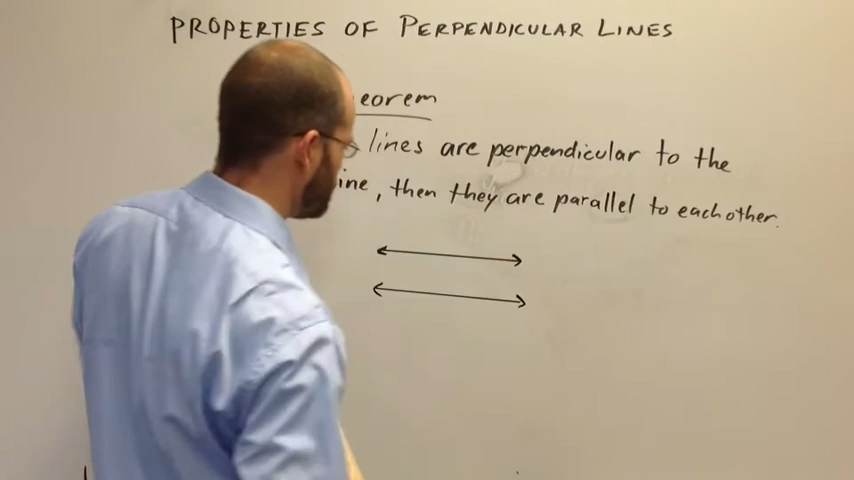 PROPERTIES OF PERPENDICULAR LINES
eorem
lines are perpendicular to the
ine, then they are parallel to each other.